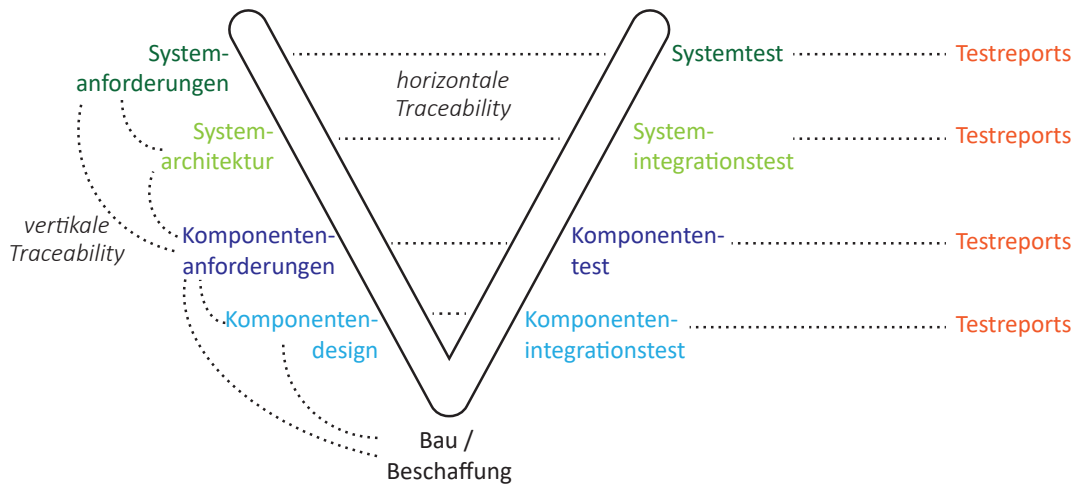 System-
anforderungen
horizontale
Traceability
Systemtest
Testreports
System-
architektur
System-
integrationstest
Testreports
vertikale
Traceability
Komponenten-
anforderungen
Komponenten-
test
Testreports
Komponenten-
design
Komponenten-
integrationstest
Testreports
Bau /
Beschaffung